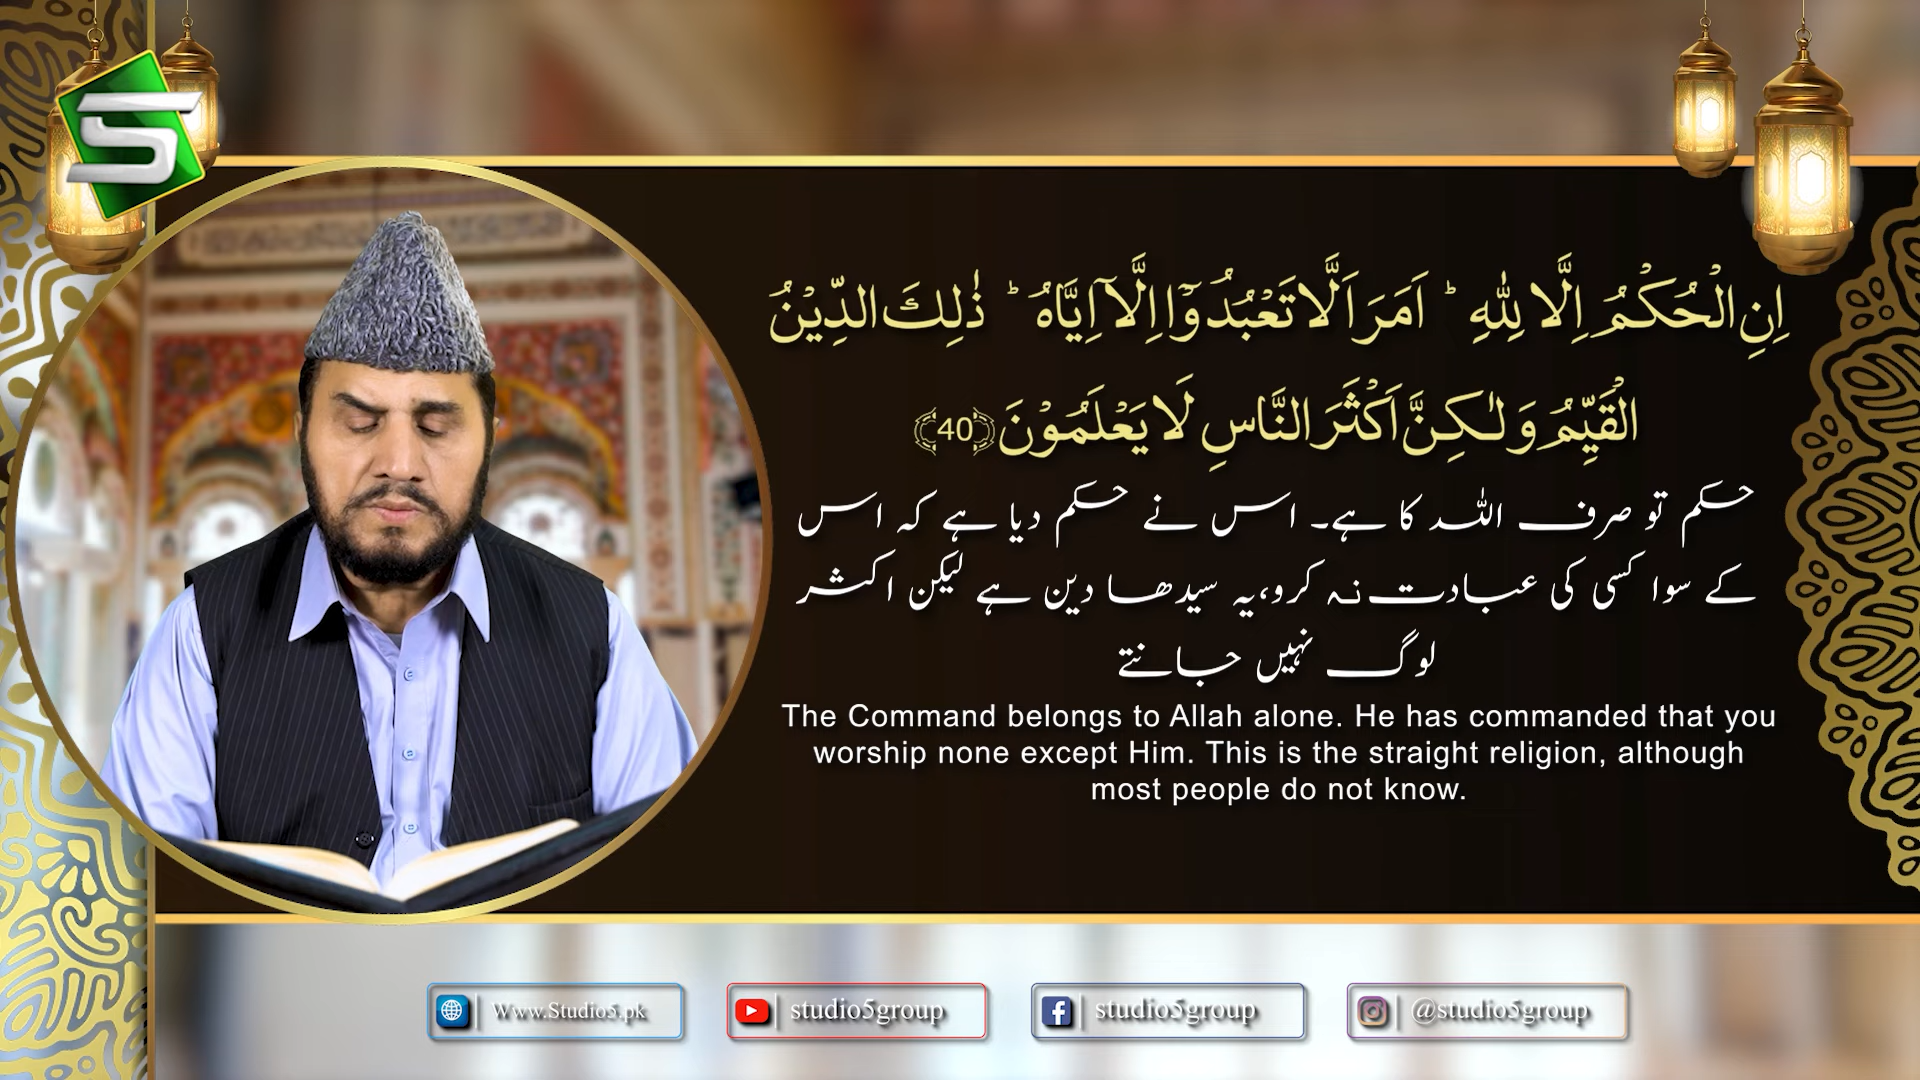 اِنِ الْحُكْمُ اِلَّا لِلّٰهِ ؕ اَمَرَ اَلَّا تَعْبُدُوْۤا اِلَّاۤ اِيَّاهُ ؕ ذٰلِكَ الدِّيْنُ
الْقَيِّمُ وَ لٰـكِنَّ اَكْثَرَ النَّاسِ لَا يَعْلَمُوْنَ ﴿40﴾
حکم تو صرف اللہ کا ہے۔ اس نے حکم دیا ہے کہ اس
کے سوا کسی کی عبادت نہ کرو،یہ سیدھا دین ہے لیکن اکثر
لوگ نہیں جانتے
The Command belongs to Allah alone. He has commanded that you
worship none except Him. This is the straight religion, although
most people do not know.
Www.Studio5.pk
studio5group
studio5group
@studio5group